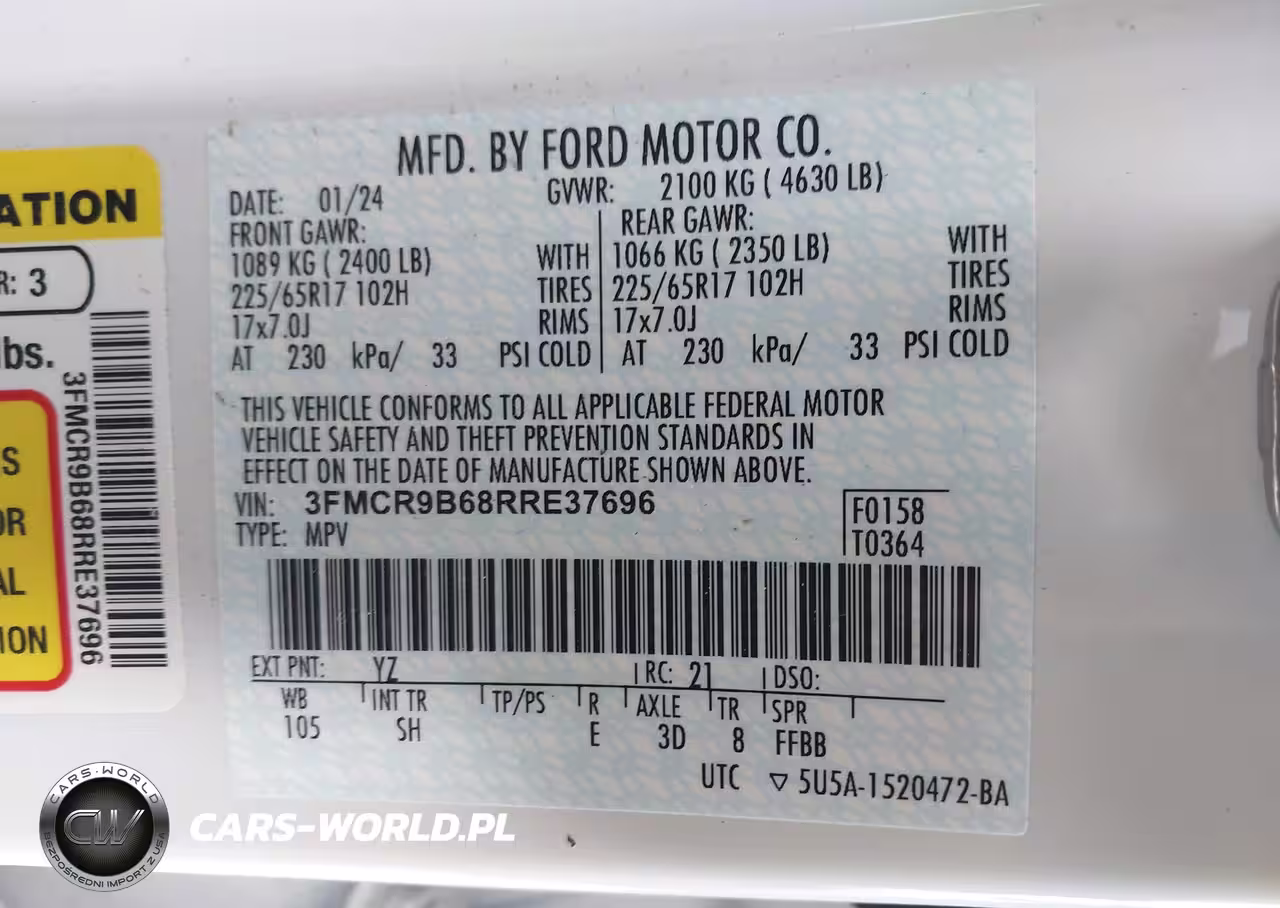 ATION
R: 3
bs.
S
OR
AL
ION
3FMCR9B68RRE37696
MFD. BY FORD MOTOR CO.
DATE: 01/24 GVWR: 2100 KG ( 4630 LB)
FRONT GAWR: REAR GAWR:
1089 KG ( 2400 LB) WITH 1066 KG ( 2350 LB) WITH
225/65R17 102H TIRES 225/65R17 102H TIRES
17x7.0J RIMS 17x7.0J RIMS
AT 230 kPa/ 33 PSI COLD AT 230 kPa/ 33 PSI COLD
THIS VEHICLE CONFORMS TO ALL APPLICABLE FEDERAL MOTOR
VEHICLE SAFETY AND THEFT PREVENTION STANDARDS IN
EFFECT ON THE DATE OF MANUFACTURE SHOWN ABOVE.
VIN: 3FMCR9B68RRE37696
TYPE: MPV
F0158
T0364
EXT PNT: YZ RC: 21 DSO:
WB INT TR TP/PS R AXLE TR SPR
105 SH E 3D 8 FFBB
UTC ▽ 5U5A-1520472-BA
CARS-WORLD
CW
BEZPOŚREDNI IMPORT Z USA
CARS-WORLD.PL